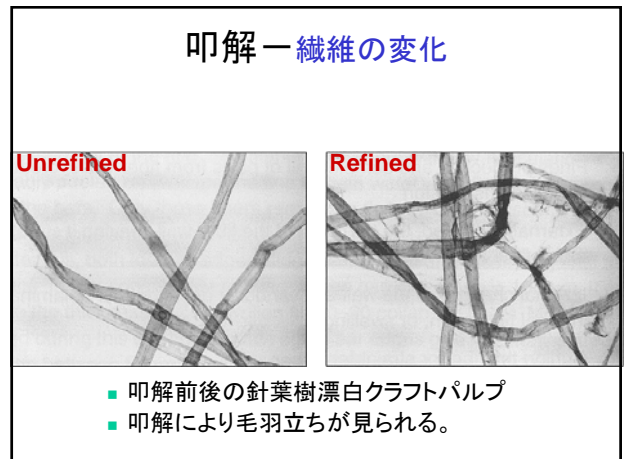 叩解－繊維の変化
Unrefined
Refined
■ 叩解前後の針葉樹漂白クラフトパルプ
■ 叩解により毛羽立ちが見られる。